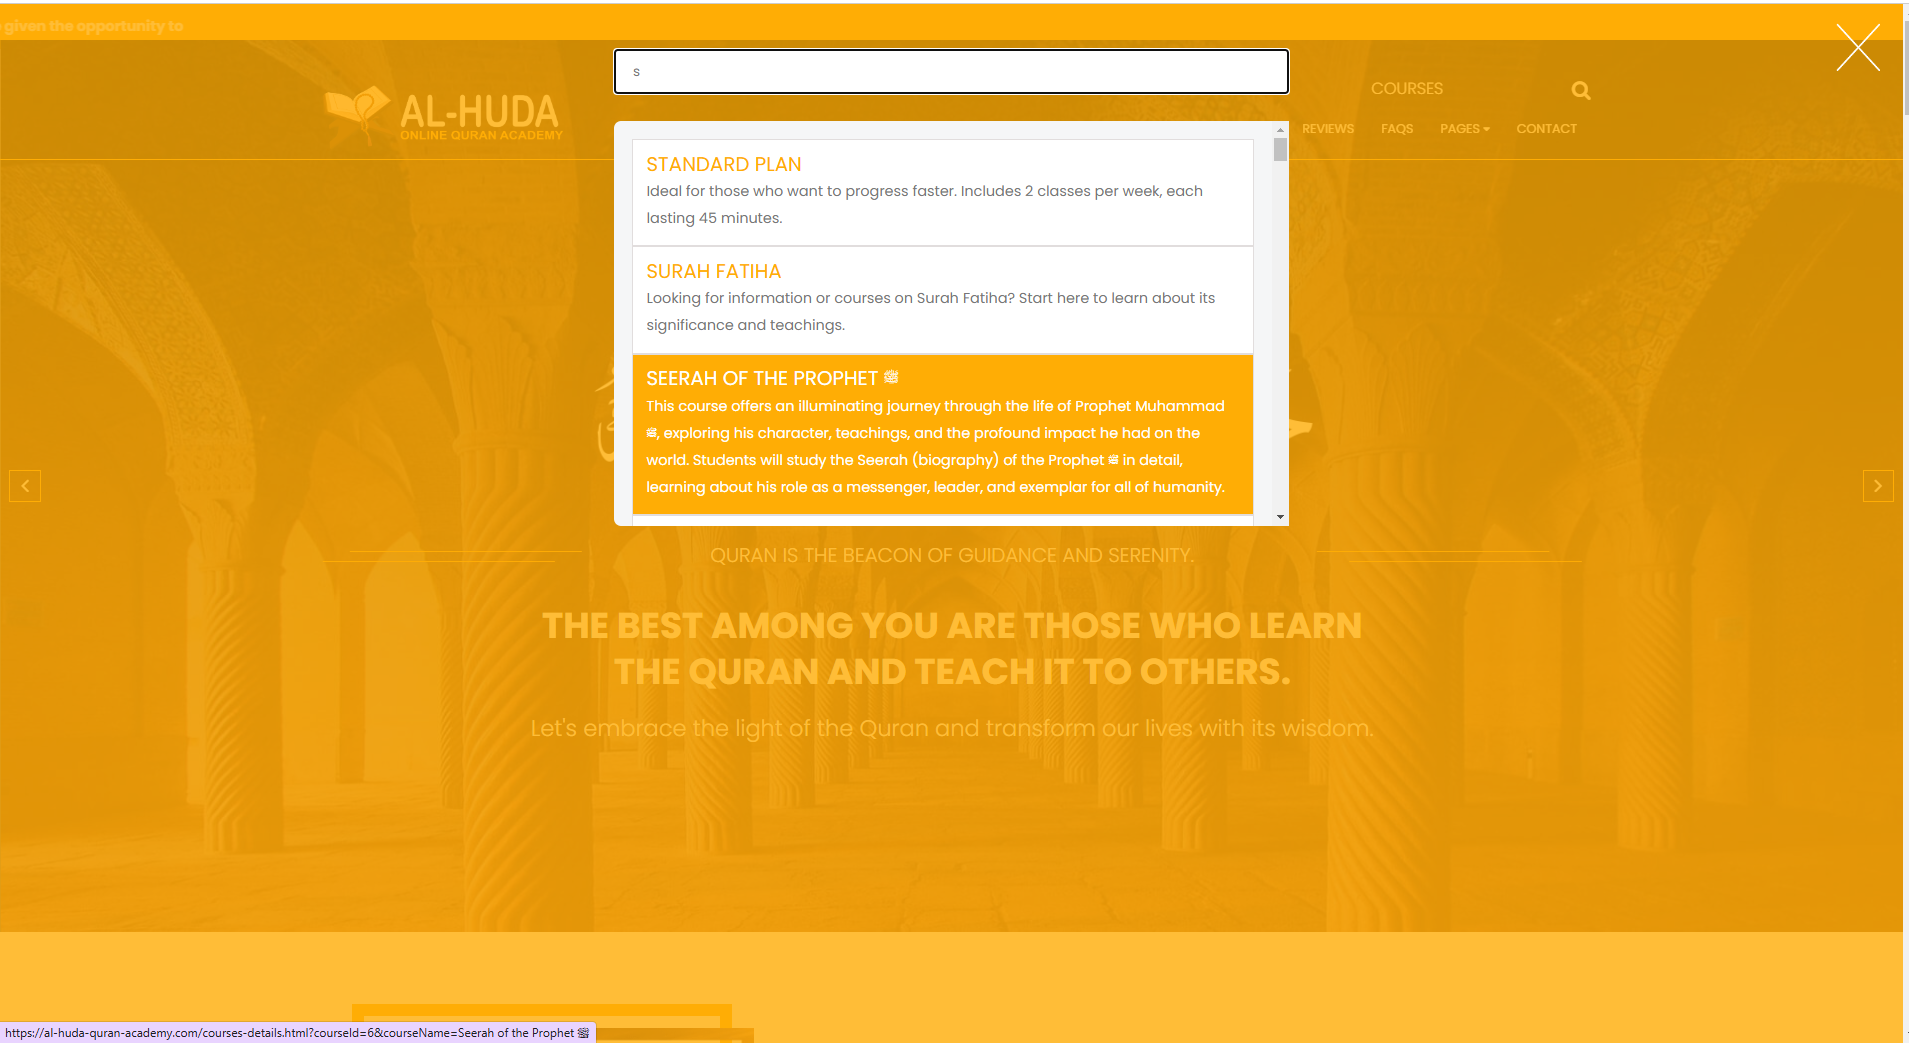 given the opportunity to
s
AL-HUDA
ONLINE QURAN ACADEMY
COURSES
REVIEWS FAQS PAGES CONTACT
STANDARD PLAN
Ideal for those who want to progress faster. Includes 2 classes per week, each
lasting 45 minutes.
SURAH FATIHA
Looking for information or courses on Surah Fatiha? Start here to learn about its
significance and teachings.
SEERAH OF THE PROPHET ﷺ
This course offers an illuminating journey through the life of Prophet Muhammad
ﷺ, exploring his character, teachings, and the profound impact he had on the
world. Students will study the Seerah (biography) of the Prophet ﷺ in detail,
learning about his role as a messenger, leader, and exemplar for all of humanity.
QURAN IS THE BEACON OF GUIDANCE AND SERENITY.
THE BEST AMONG YOU ARE THOSE WHO LEARN
THE QURAN AND TEACH IT TO OTHERS.
Let's embrace the light of the Quran and transform our lives with its wisdom.
https://al-huda-quran-academy.com/courses-details.html?courseId=6&courseName=Seerah of the Prophet ﷺ